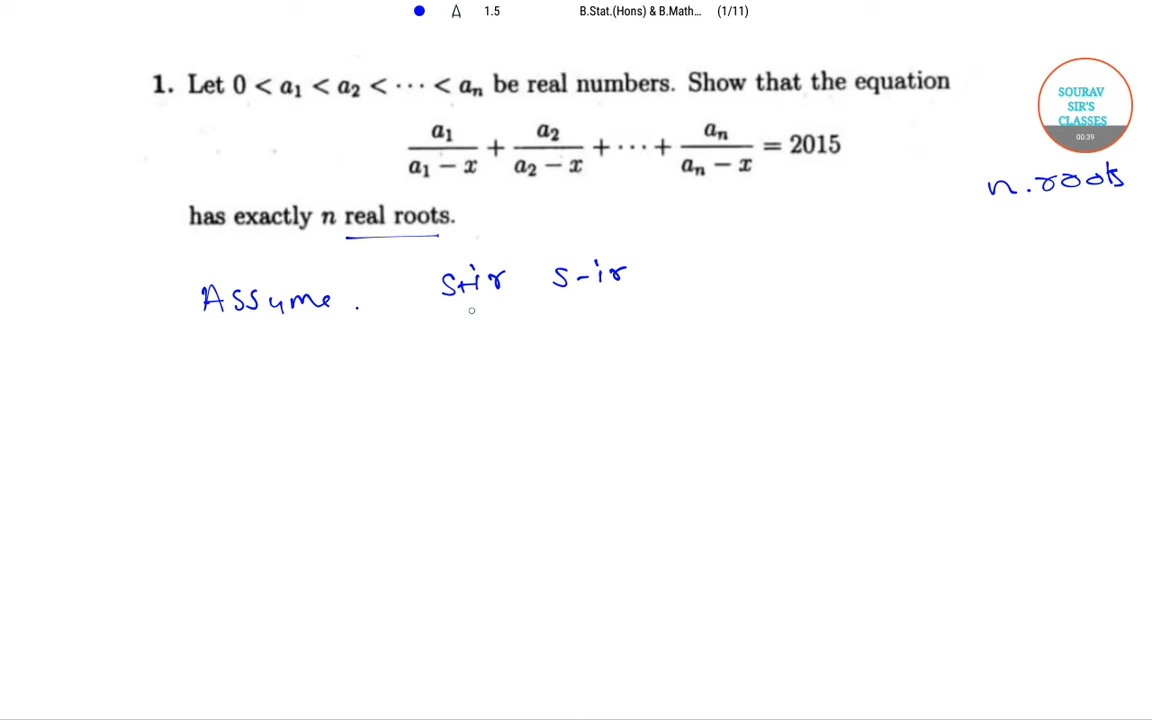 1.5 B.Stat.(Hons) & B.Math... (1/11)
1. Let 0 < a₁ < a₂ < ··· < aₙ be real numbers. Show that the equation
a₁/(a₁ − x) + a₂/(a₂ − x) + ··· + aₙ/(aₙ − x) = 2015
has exactly n real roots.
SOURAV
SIR'S
CLASSES
00:39
n. roots
Assume. s+ir s-ir